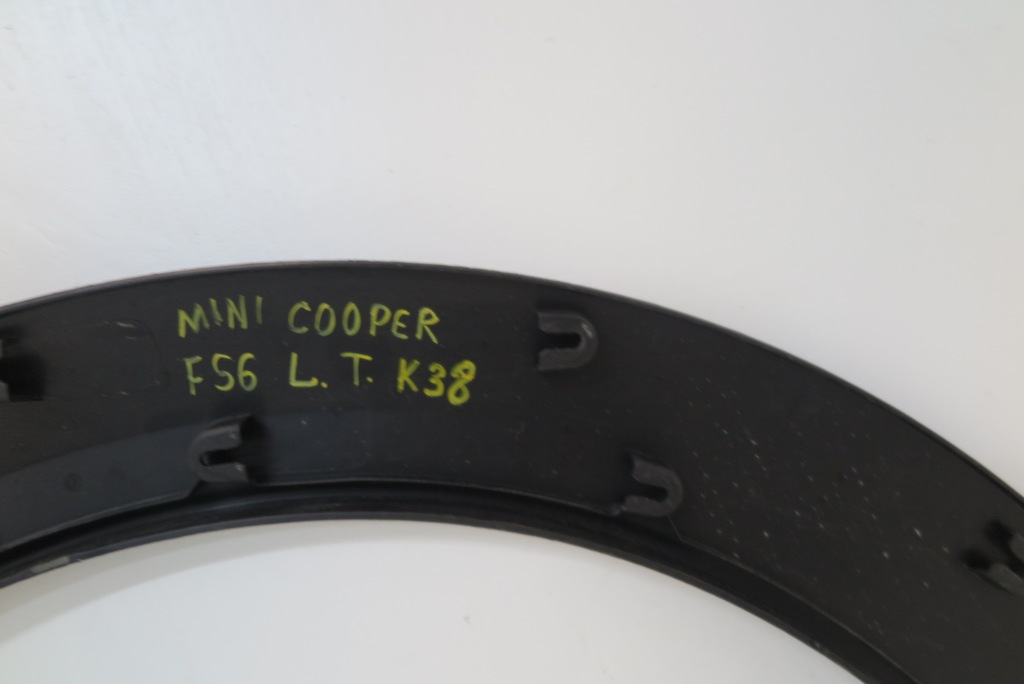 MINI COOPER
F56 L.T. K38